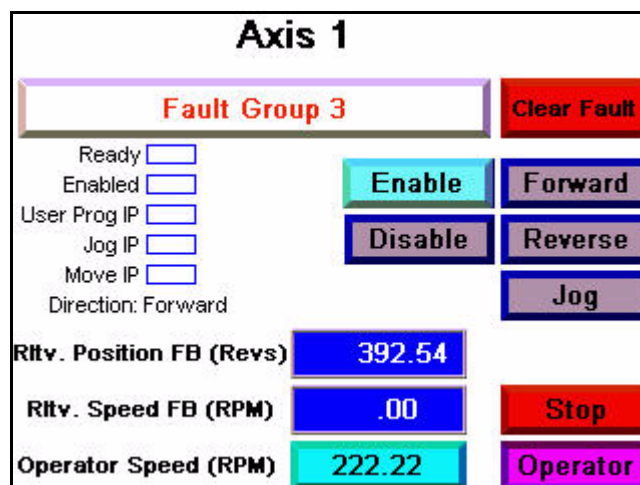 Axis 1
Fault Group 3
Clear Fault
Ready
Enabled
User Prog IP
Jog IP
Move IP
Direction: Forward
Enable
Forward
Disable
Reverse
Jog
Rltv. Position FB (Revs)
392.54
Rltv. Speed FB (RPM)
.00
Stop
Operator Speed (RPM)
222.22
Operator